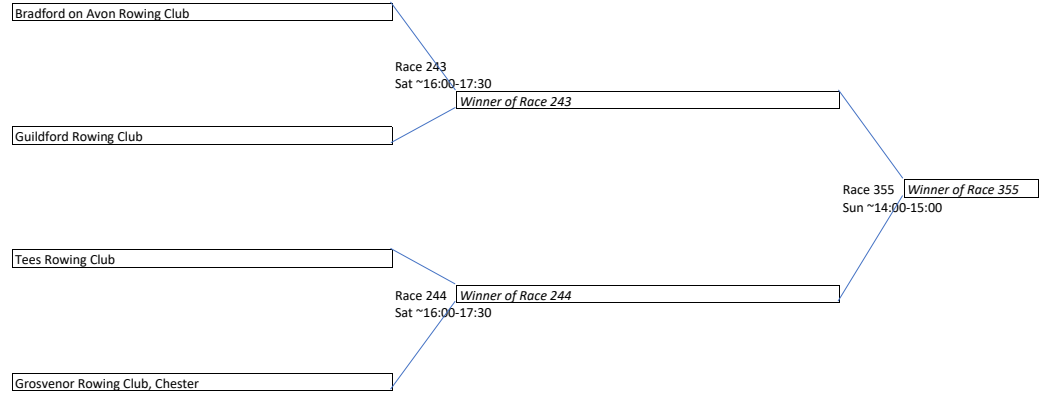 Bradford on Avon Rowing Club
Race 243
Sat ~16:00-17:30
Winner of Race 243
Guildford Rowing Club
Race 355
Winner of Race 355
Sun ~14:00-15:00
Tees Rowing Club
Race 244
Winner of Race 244
Sat ~16:00-17:30
Grosvenor Rowing Club, Chester